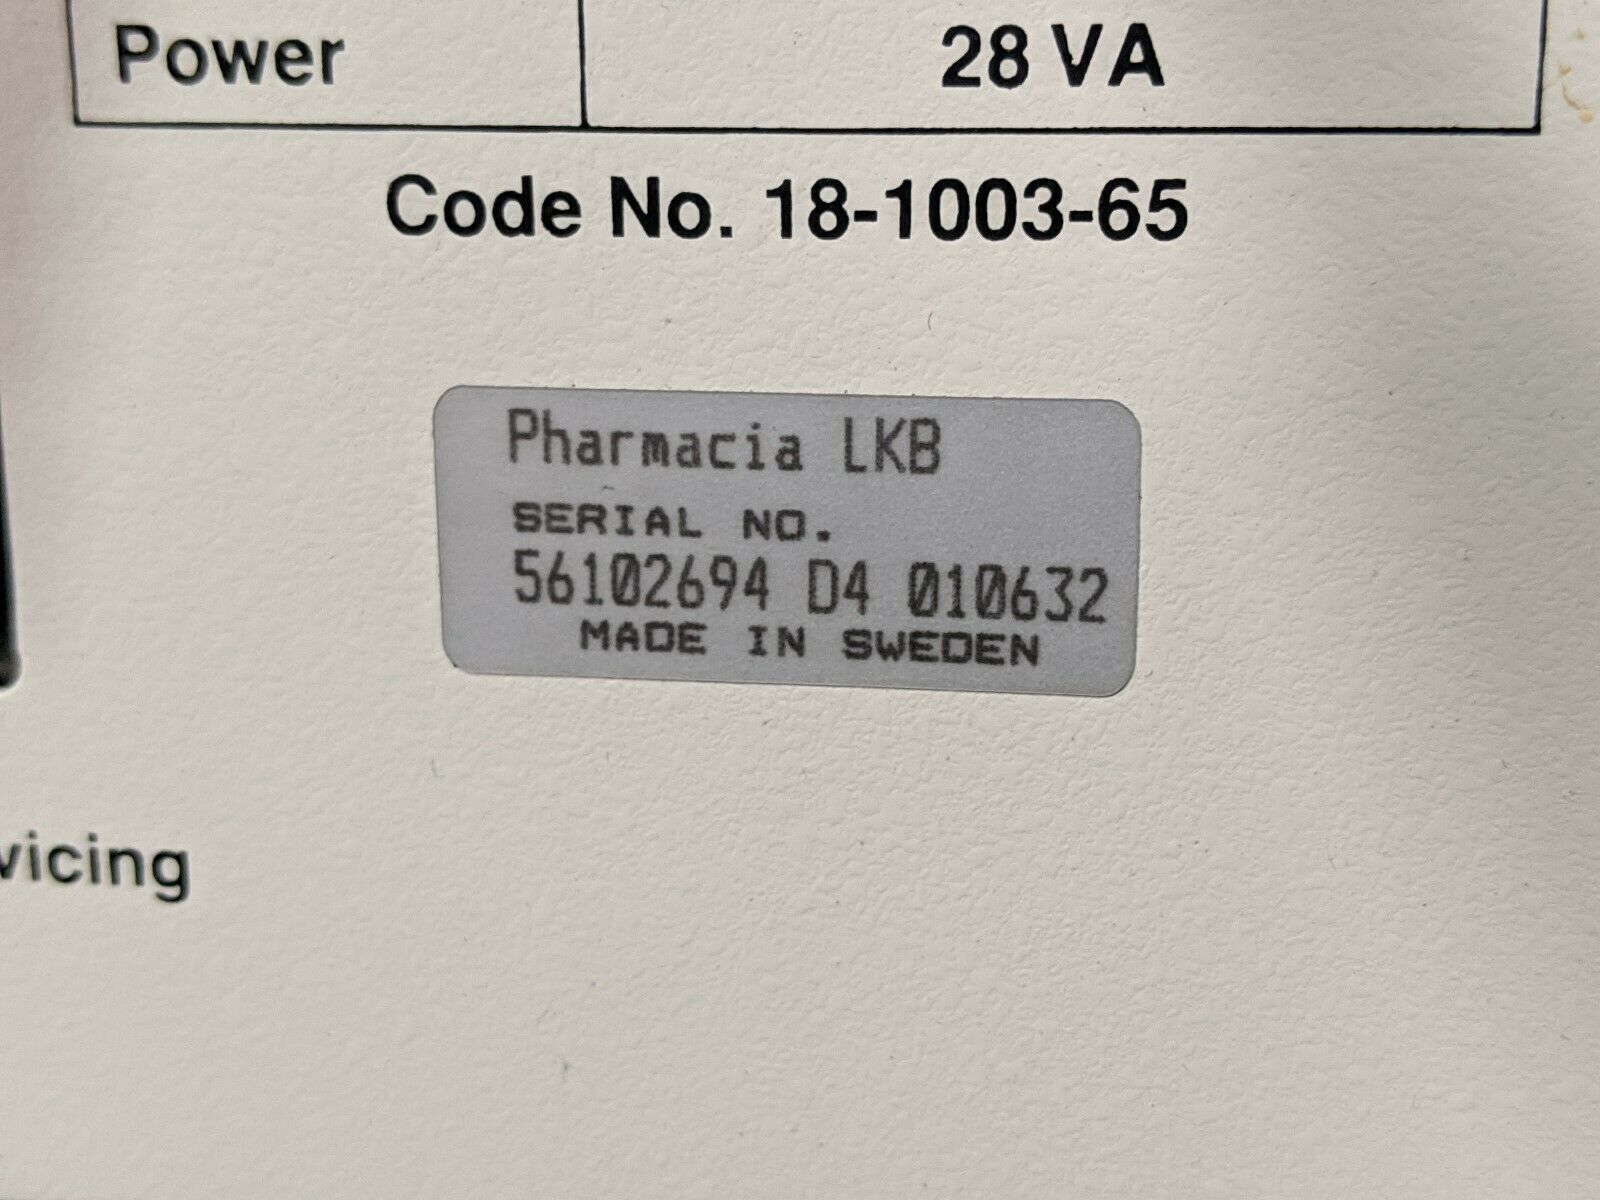 Power 28 VA
Code No. 18-1003-65
Pharmacia LKB
SERIAL NO.
56102694 D4 010632
MADE IN SWEDEN
vicing